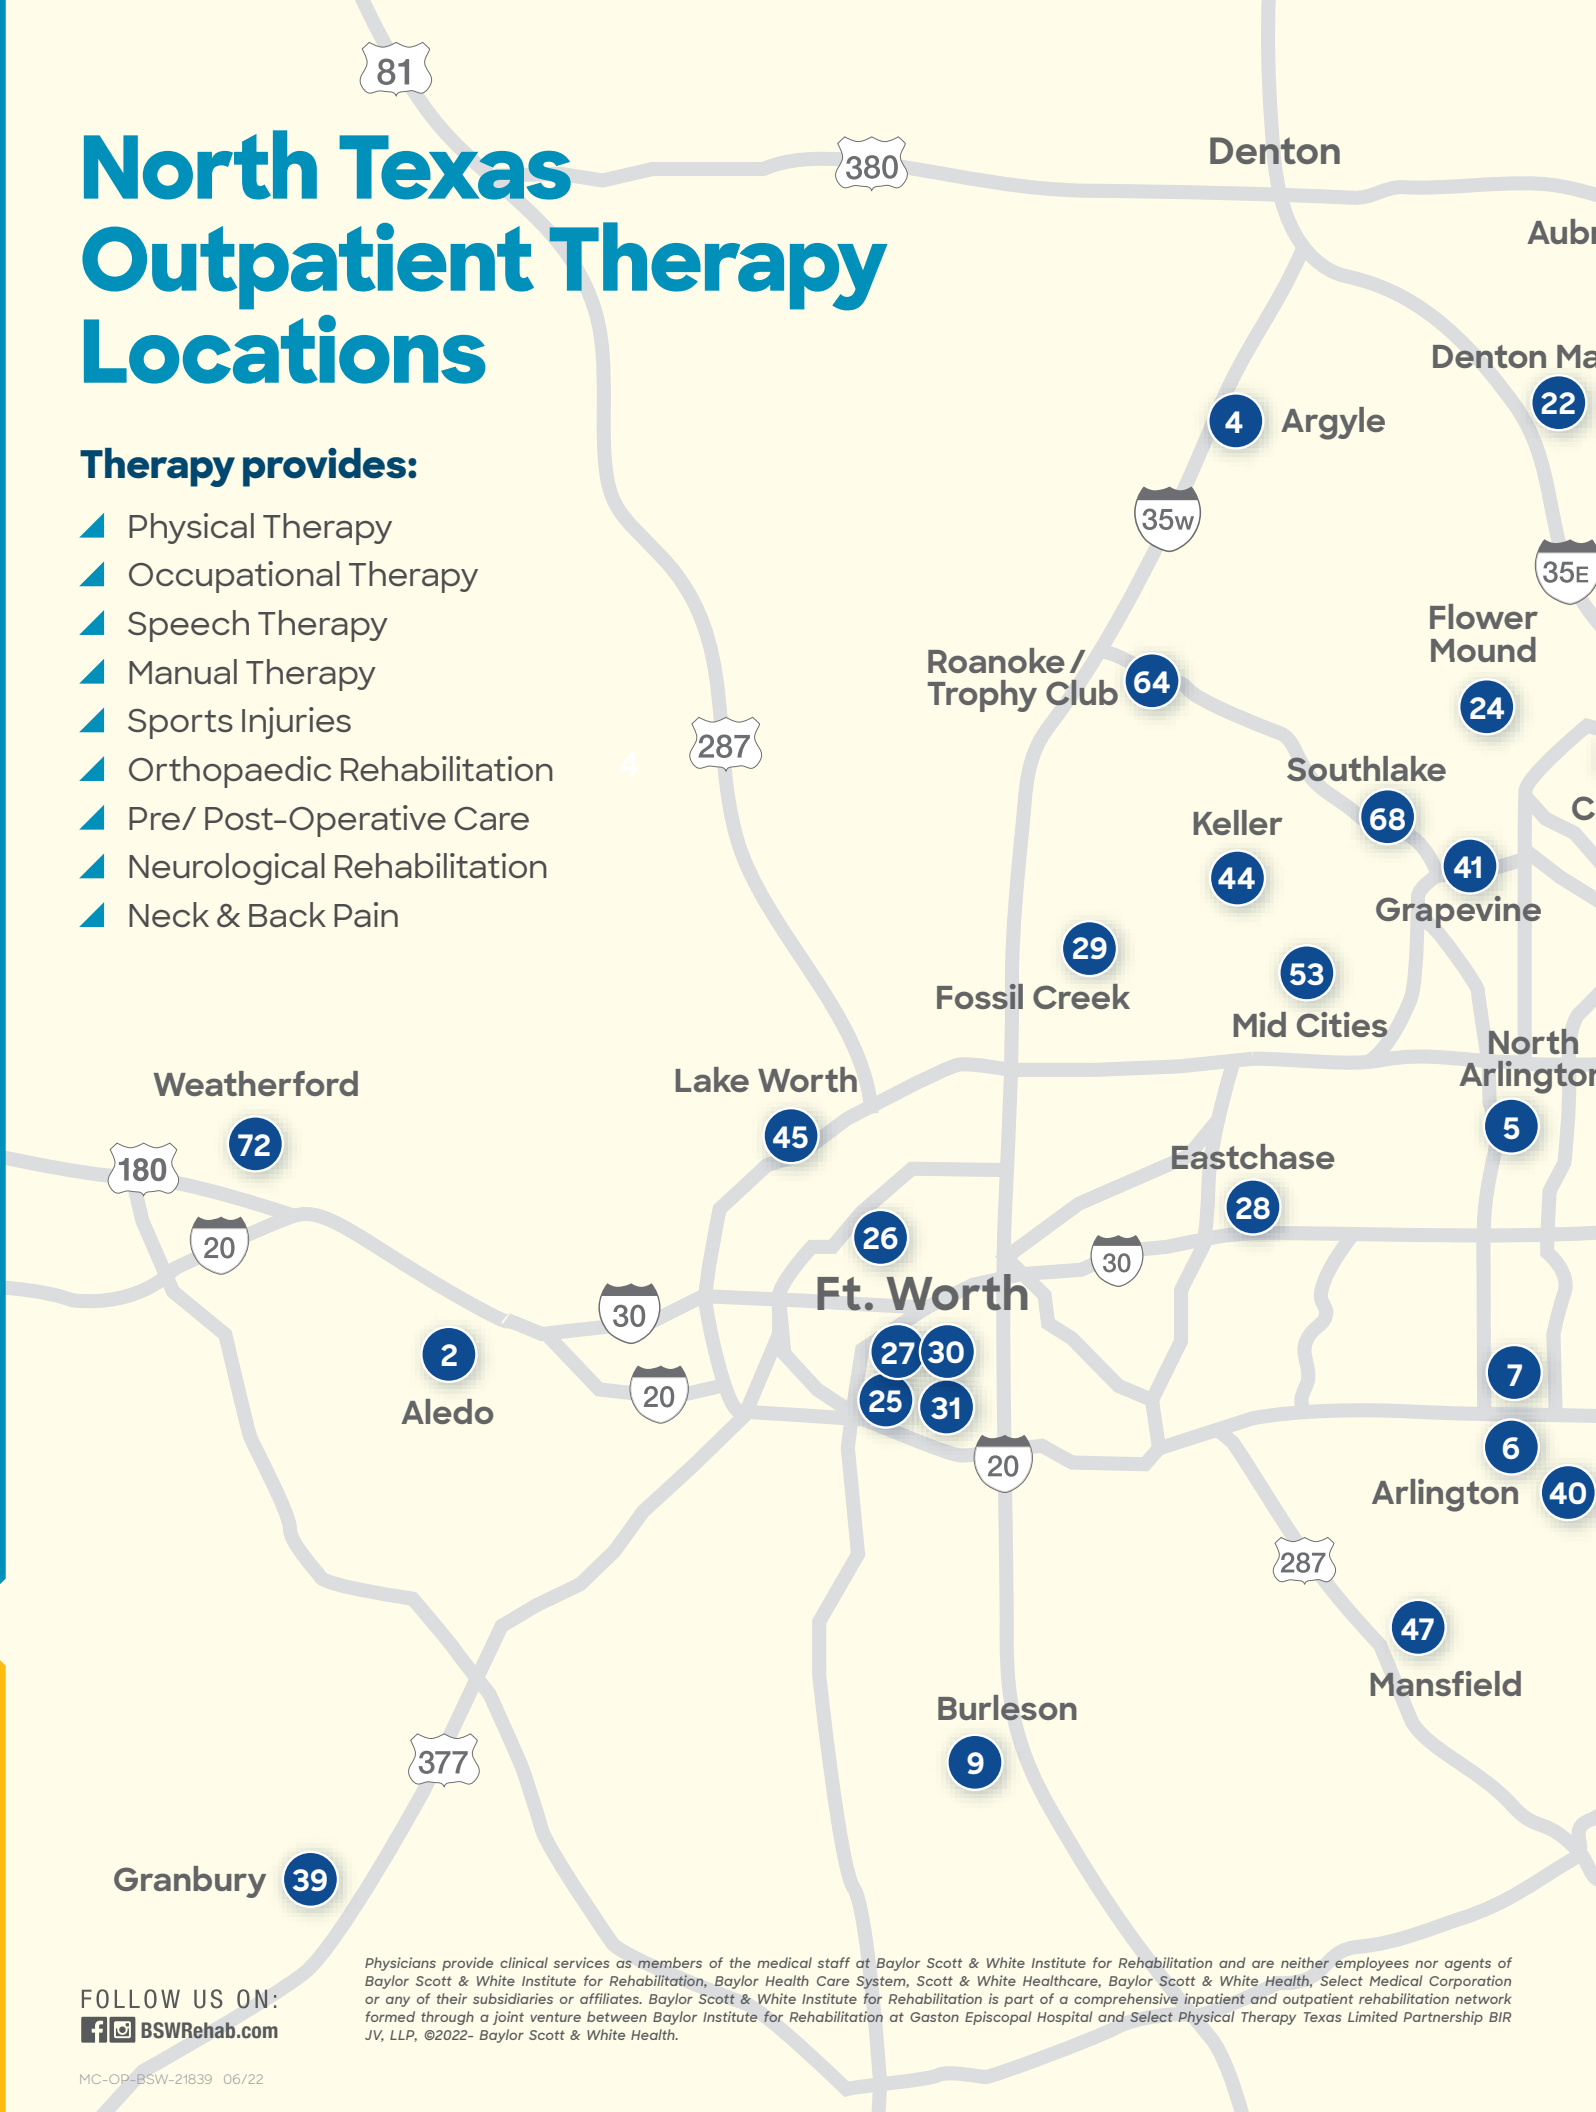 81
380
Denton
North Texas
Outpatient Therapy
Locations
Aubr
Denton Ma
22
4 Argyle
Therapy provides:
Physical Therapy
Occupational Therapy
Speech Therapy
Manual Therapy
Sports Injuries
Orthopaedic Rehabilitation
Pre/ Post-Operative Care
Neurological Rehabilitation
Neck & Back Pain
4
287
35W
35E
Flower
Mound
24
Roanoke /
Trophy Club 64
Southlake
68
C
Keller
44
41
Grapevine
29
Fossil Creek
53
Mid Cities
North
Arlington
5
Weatherford
72
Lake Worth
45
180
20
Eastchase
28
26
30
Ft. Worth
30
27 30
25 31
2
Aledo
20
20
7
6
Arlington 40
287
47
Mansfield
Burleson
9
377
Granbury 39
Physicians provide clinical services as members of the medical staff at Baylor Scott & White Institute for Rehabilitation and are neither employees nor agents of
Baylor Scott & White Institute for Rehabilitation, Baylor Health Care System, Scott & White Healthcare, Baylor Scott & White Health, Select Medical Corporation
or any of their subsidiaries or affiliates. Baylor Scott & White Institute for Rehabilitation is part of a comprehensive inpatient and outpatient rehabilitation network
formed through a joint venture between Baylor Institute for Rehabilitation at Gaston Episcopal Hospital and Select Physical Therapy Texas Limited Partnership BIR
JV, LLP, ©2022- Baylor Scott & White Health.
FOLLOW US ON:
BSWRehab.com
MC-OP-BSW-21839 06/22